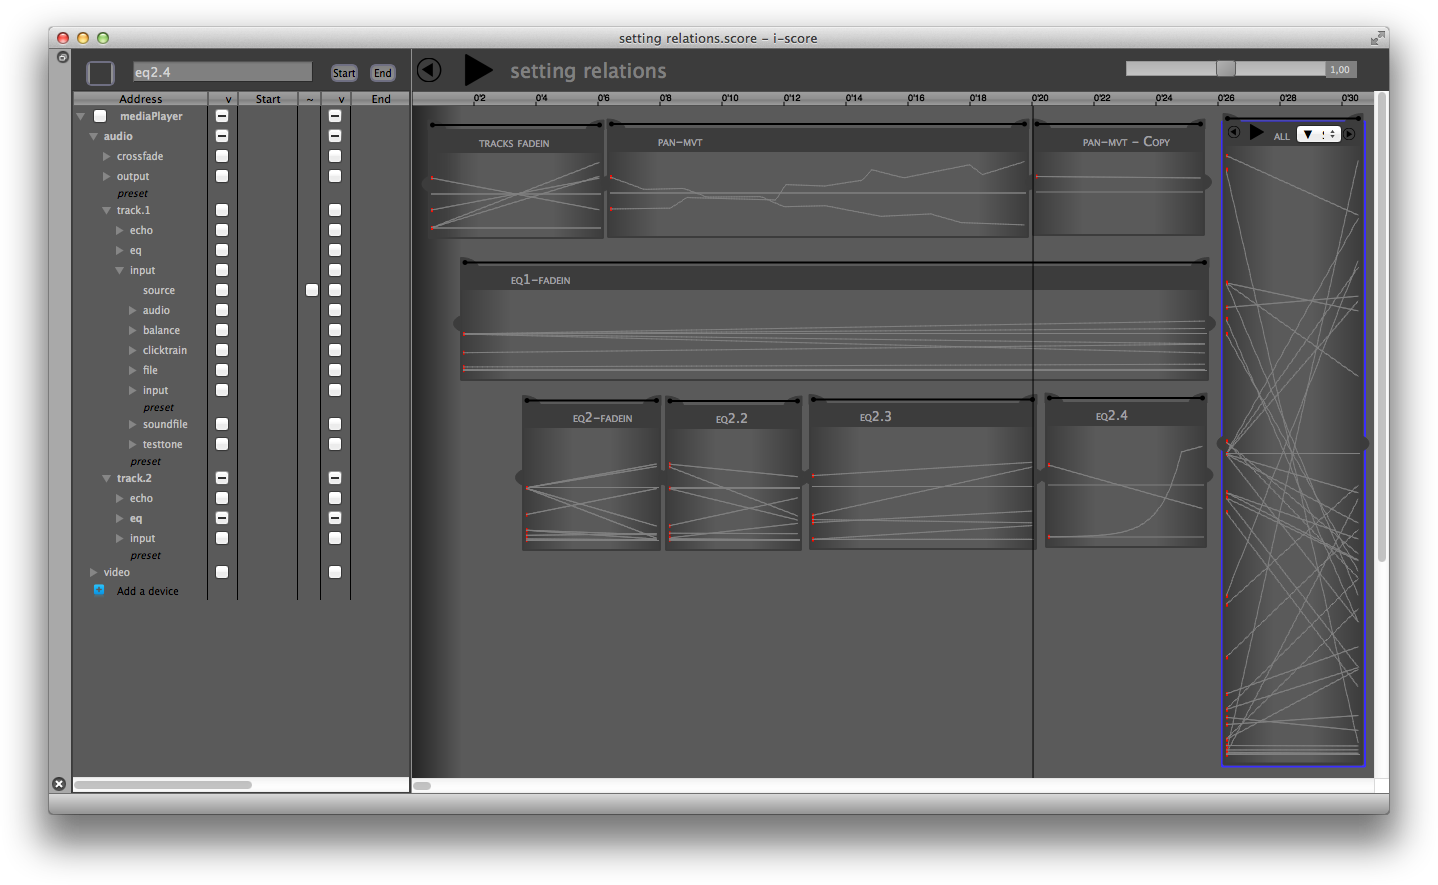 setting relations.score – i-score
eq2.4 Start End
setting relations
1,00
Address v Start ~ v End
0'2 0'4 0'6 0'8 0'10 0'12 0'14 0'16 0'18 0'20 0'22 0'24 0'26 0'28 0'30
mediaPlayer
audio
crossfade
output
preset
track.1
echo
eq
input
source
audio
balance
clicktrain
file
input
preset
soundfile
testtone
preset
track.2
echo
eq
input
preset
video
Add a device
TRACKS FADEIN
PAN-MVT
PAN-MVT - COPY
ALL
EQ1-FADEIN
EQ2-FADEIN
EQ2.2
EQ2.3
EQ2.4